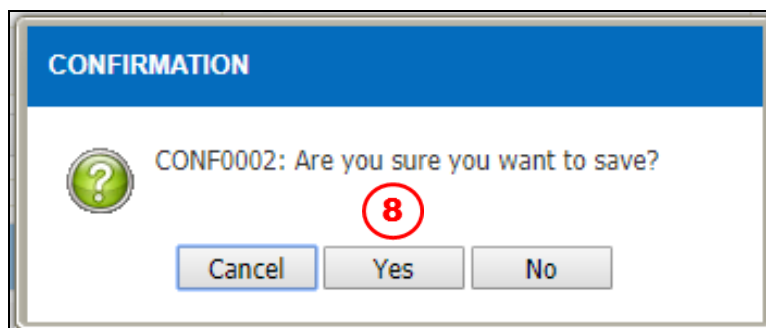 CONFIRMATION
CONF0002: Are you sure you want to save?
8
Cancel Yes No